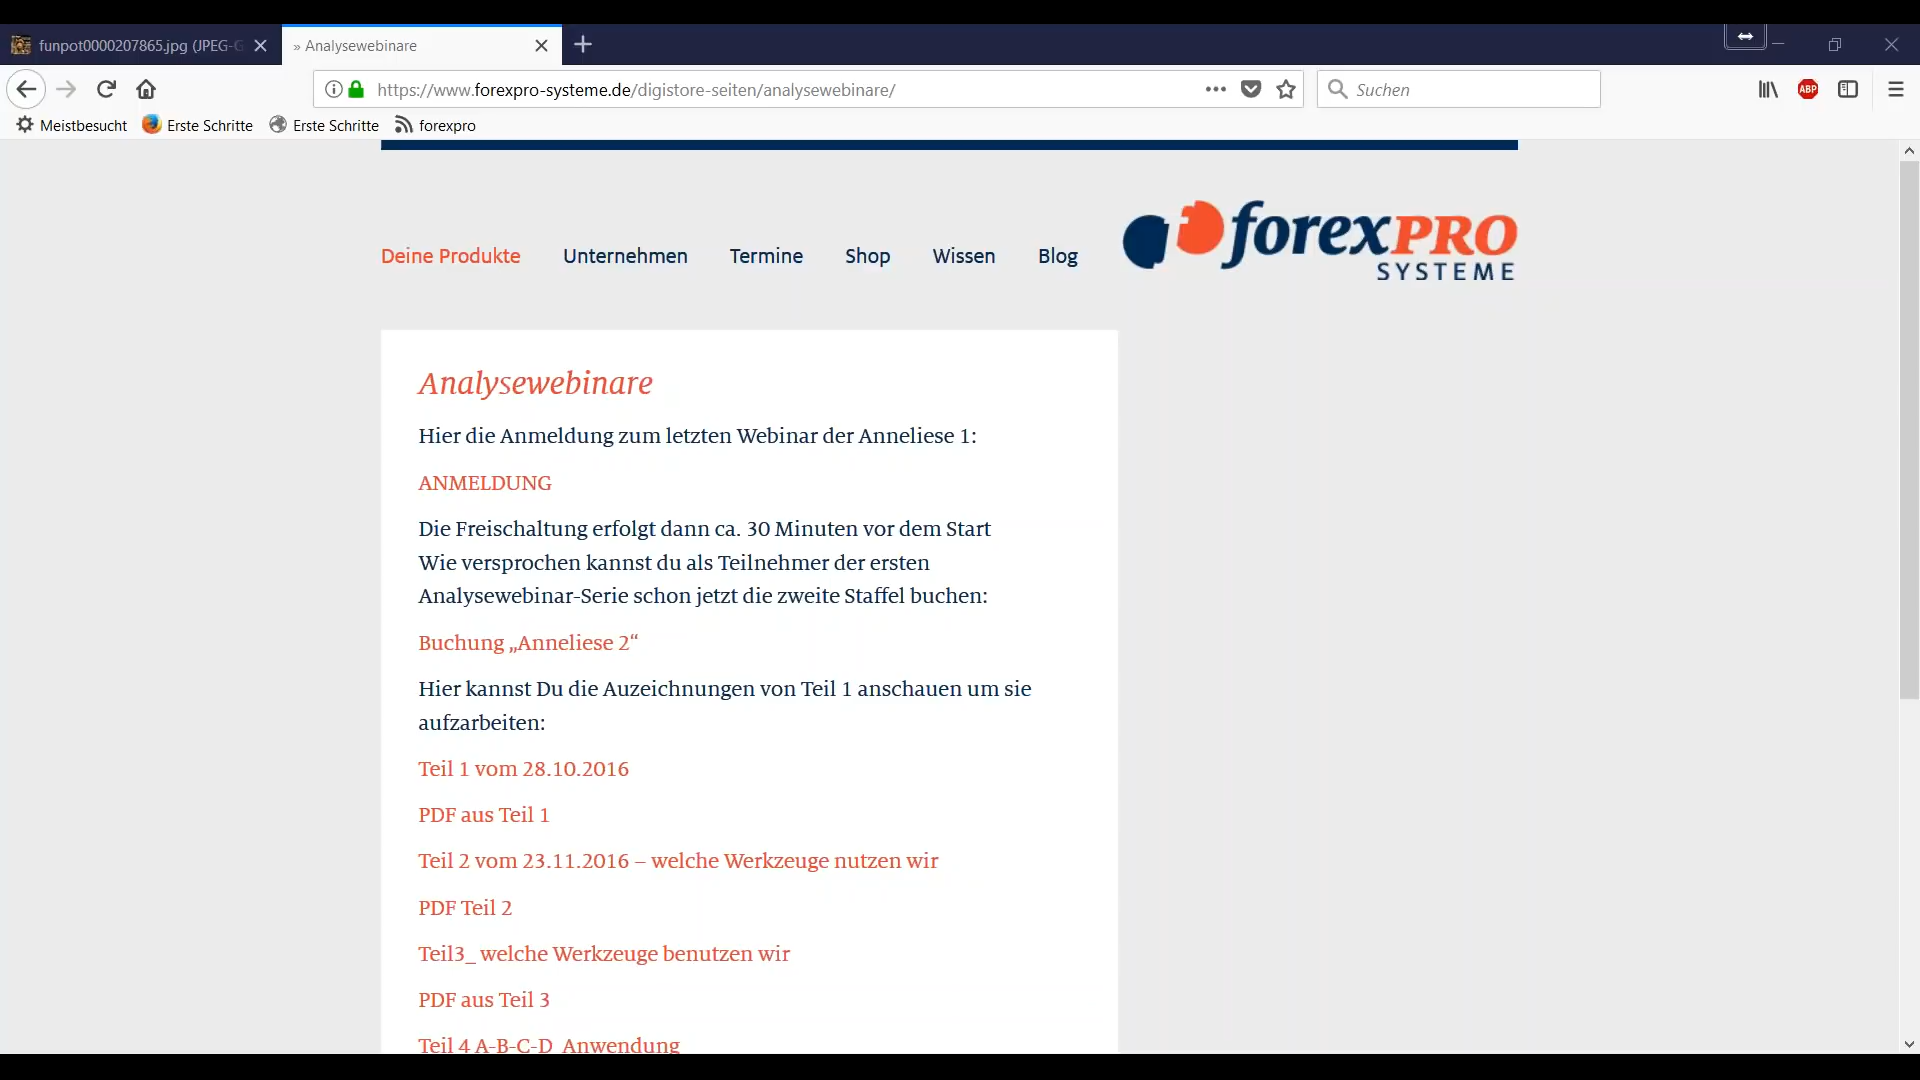 funpot0000207865.jpg (JPEG-G
» Analysewebinare
https://www.forexpro-systeme.de/digistore-seiten/analysewebinare/
Suchen
ABP
Meistbesucht
Erste Schritte
Erste Schritte
forexpro
Deine Produkte
Unternehmen
Termine
Shop
Wissen
Blog
forexPRO
SYSTEME
Analysewebinare
Hier die Anmeldung zum letzten Webinar der Anneliese 1:
ANMELDUNG
Die Freischaltung erfolgt dann ca. 30 Minuten vor dem Start
Wie versprochen kannst du als Teilnehmer der ersten
Analysewebinar-Serie schon jetzt die zweite Staffel buchen:
Buchung „Anneliese 2“
Hier kannst Du die Auzeichnungen von Teil 1 anschauen um sie
aufzarbeiten:
Teil 1 vom 28.10.2016
PDF aus Teil 1
Teil 2 vom 23.11.2016 – welche Werkzeuge nutzen wir
PDF Teil 2
Teil3_ welche Werkzeuge benutzen wir
PDF aus Teil 3
Teil 4 A-B-C-D_Anwendung